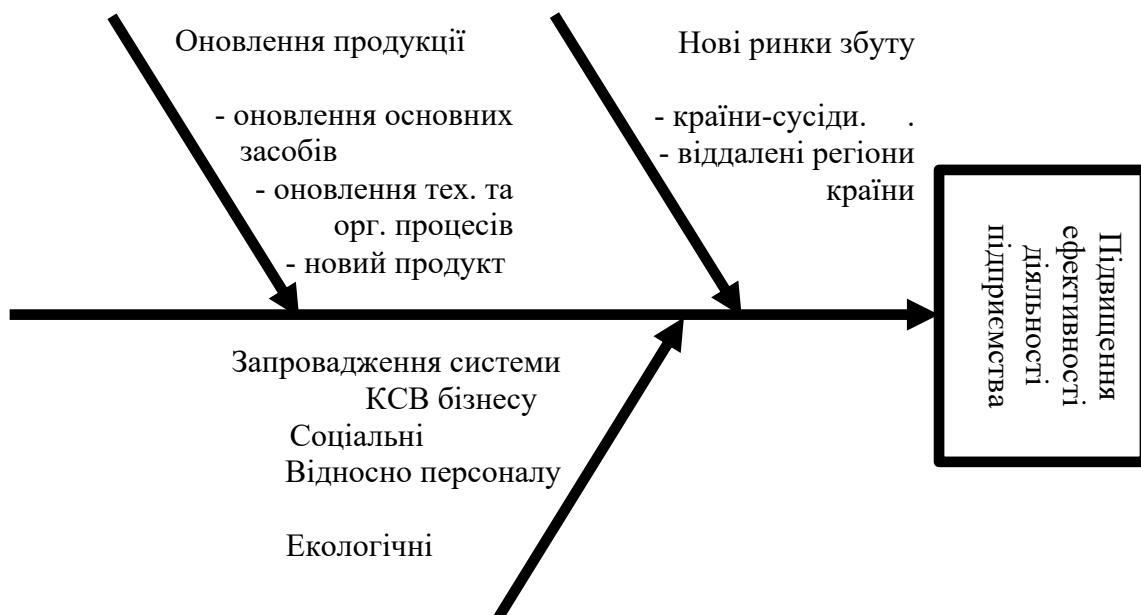 Оновлення продукції
- оновлення основних
засобів
- оновлення тех. та
орг. процесів
- новий продукт
Нові ринки збуту
- країни-сусіди. .
- віддалені регіони
країни
Запровадження системи
КСВ бізнесу
Соціальні
Відносно персоналу
Екологічні
Підвищення
ефективності
діяльності
підприємства